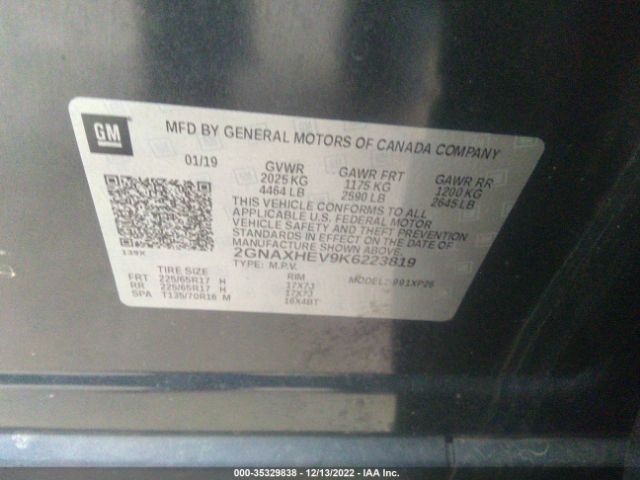 GM
MFD BY GENERAL MOTORS OF CANADA COMPANY
01/19 GVWR GAWR FRT GAWR RR
2025 KG 1175 KG 1200 KG
4464 LB 2590 LB 2645 LB
THIS VEHICLE CONFORMS TO ALL
APPLICABLE U.S. FEDERAL MOTOR
VEHICLE SAFETY AND THEFT PREVENTION
STANDARDS IN EFFECT ON THE DATE OF
MANUFACTURE SHOWN ABOVE.
139X 2GNAXHEV9K6223819
TYPE: M.P.V. MODEL: 991XP26
TIRE SIZE RIM
FRT 225/65R17 H 17X7J
RR 225/65R17 H 17X7J
SPA T135/70R16 M 16X4BT
000-35329838 - 12/13/2022 - IAA Inc.